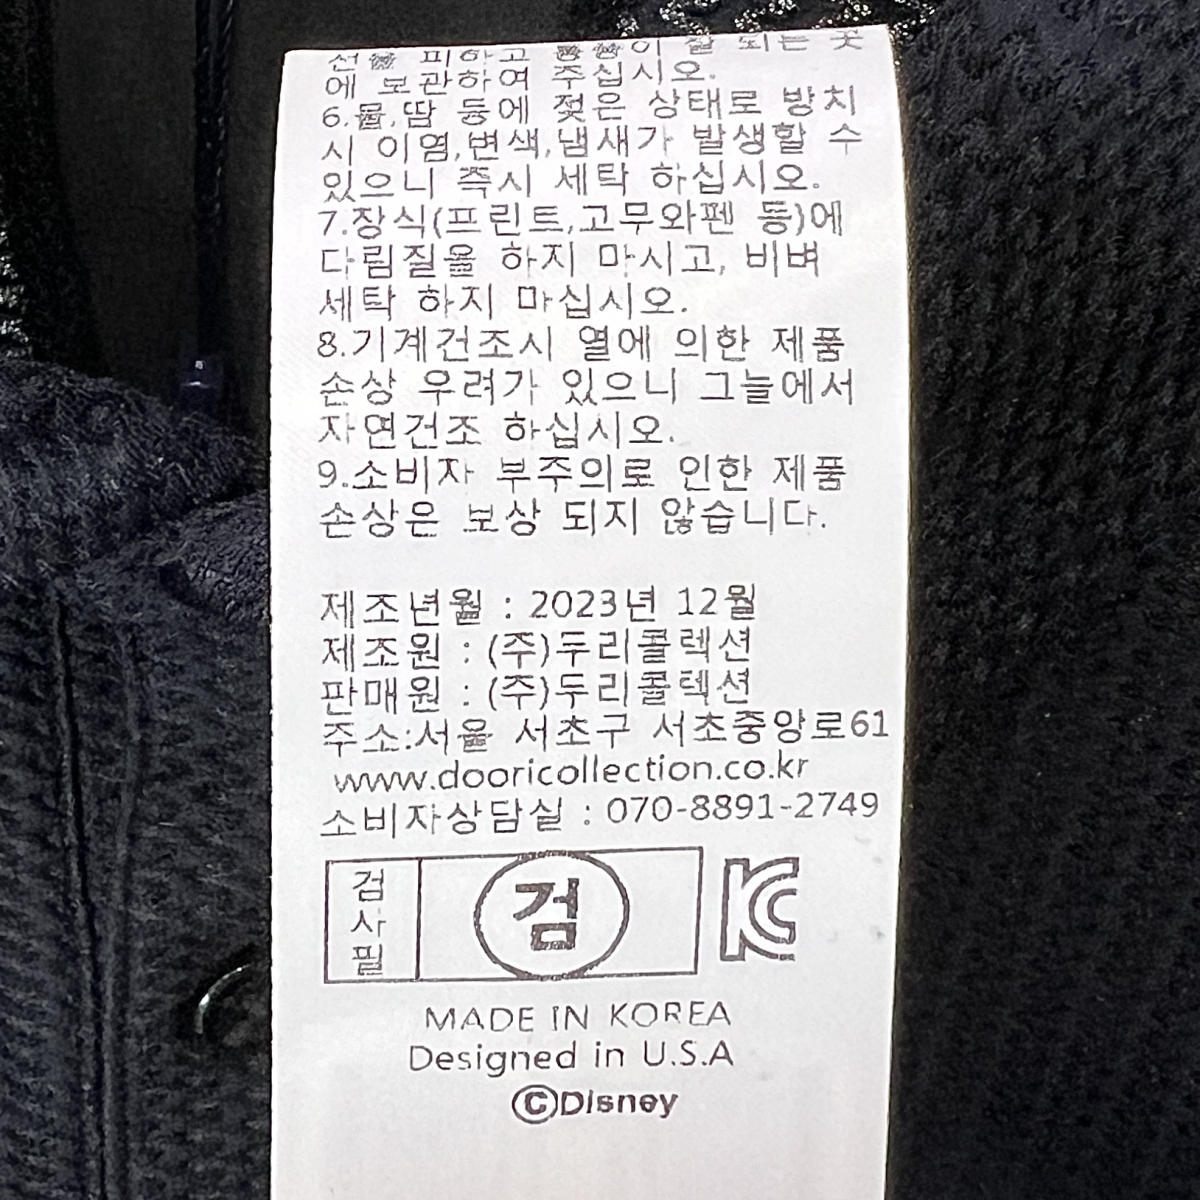 에 보관하여 주십시오.
6.물,땀 등에 젖은 상태로 방치
시 이염,변색,냄새가 발생할 수
있으니 즉시 세탁 하십시오.
7.장식(프린트,고무와펜 등)에
다림질을 하지 마시고, 비벼
세탁 하지 마십시오.
8.기계건조시 열에 의한 제품
손상 우려가 있으니 그늘에서
자연건조 하십시오.
9.소비자 부주의로 인한 제품
손상은 보상 되지 않습니다.
제조년월 : 2023년 12월
제조원 : (주)두리콜렉션
판매원 : (주)두리콜텍션
주소:서울 서초구 서초중앙로61
www.dooricollection.co.kr
소비자상담실 : 070-8891-2749
검사필
검
KC
MADE IN KOREA
Designed in U.S.A
©Disney